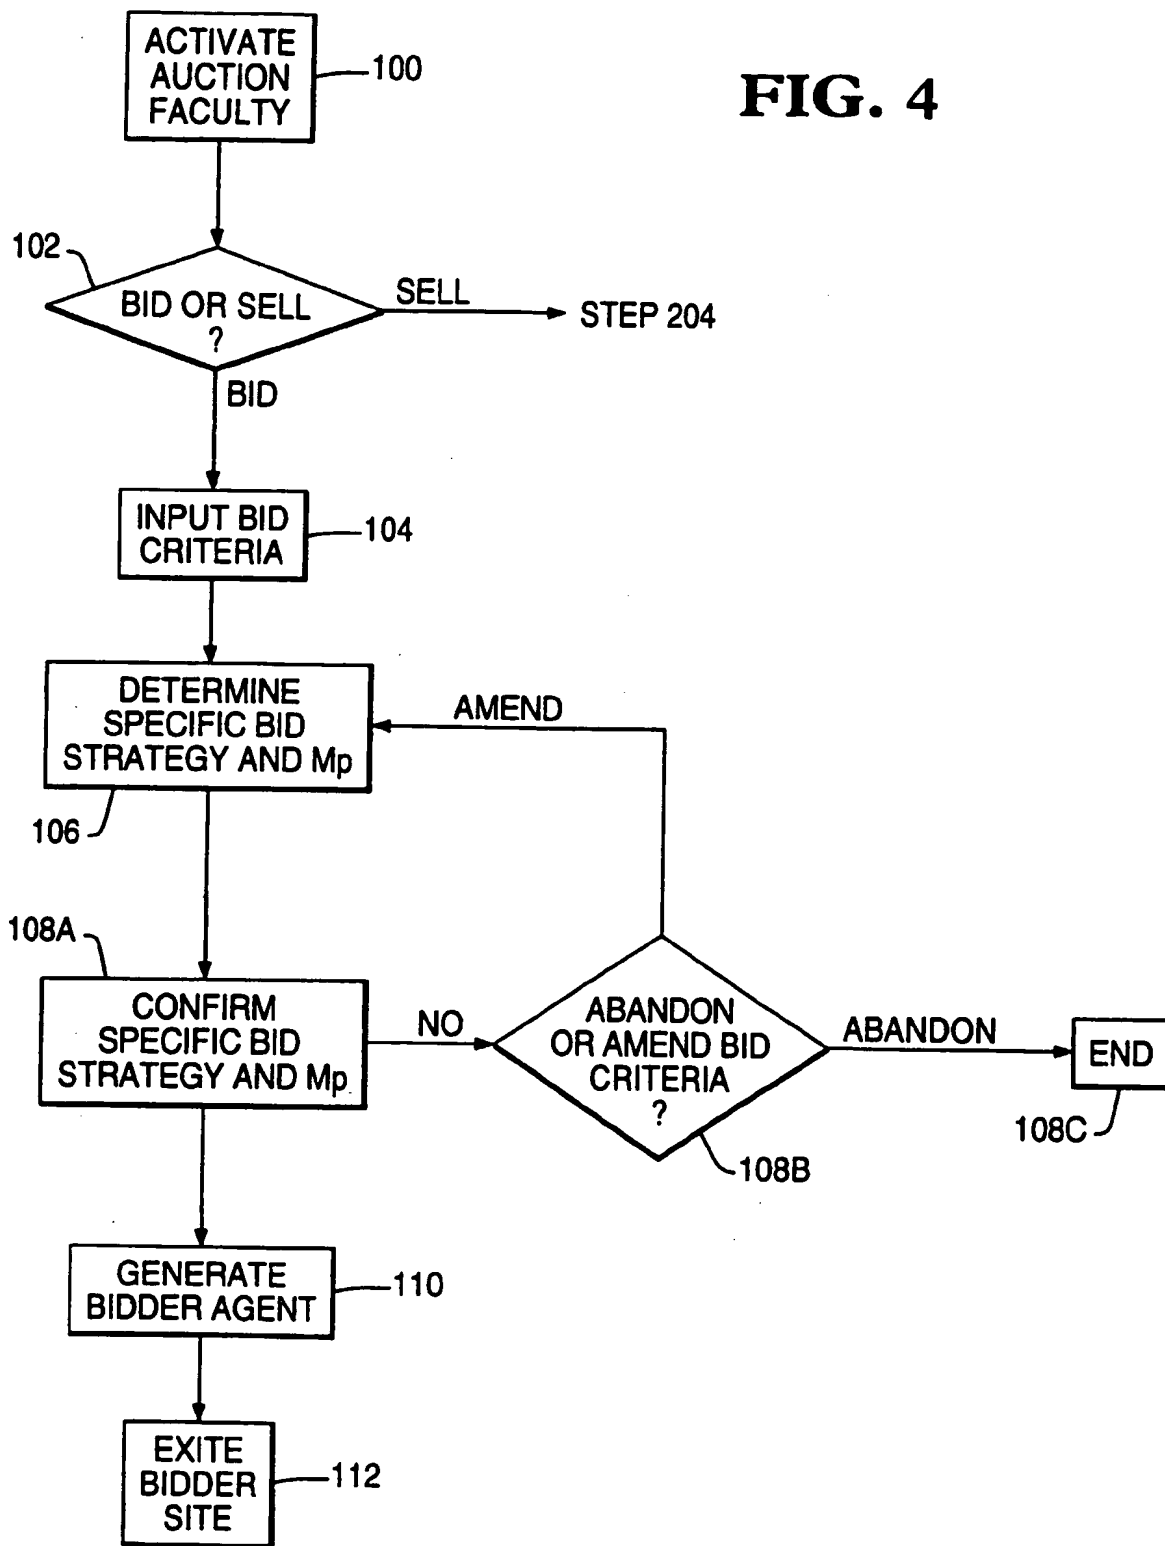 ACTIVATE
AUCTION
FACULTY
100
FIG. 4
102
BID OR SELL
?
SELL
STEP 204
BID
INPUT BID
CRITERIA
104
DETERMINE
SPECIFIC BID
STRATEGY AND Mp
AMEND
106
108A
CONFIRM
SPECIFIC BID
STRATEGY AND Mp
NO
ABANDON
OR AMEND BID
CRITERIA
?
ABANDON
END
108C
108B
GENERATE
BIDDER AGENT
110
EXITE
BIDDER
SITE
112